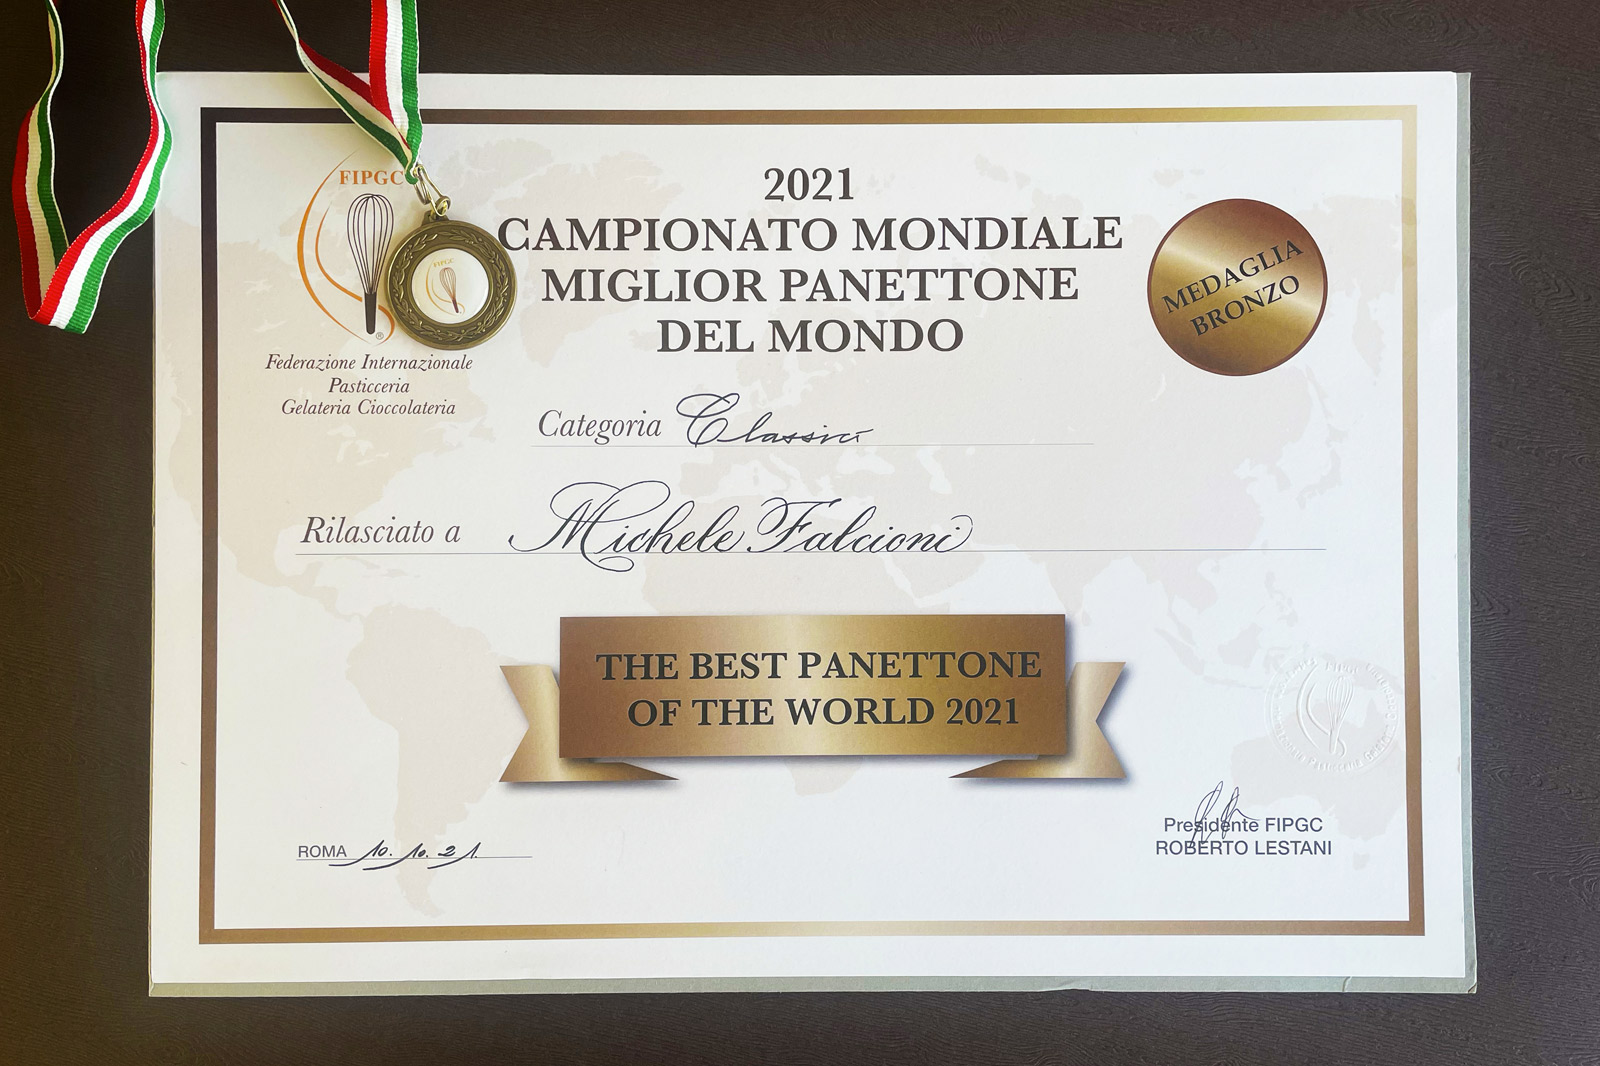 FIPGC
FIPGC
®
Federazione Internazionale
Pasticceria
Gelateria Cioccolateria
2021
CAMPIONATO MONDIALE
MIGLIOR PANETTONE
DEL MONDO
MEDAGLIA
BRONZO
Categoria Classici
Rilasciato a Michele Falcioni
THE BEST PANETTONE
OF THE WORLD 2021
ROMA 10.10.21.
Presidente FIPGC
ROBERTO LESTANI